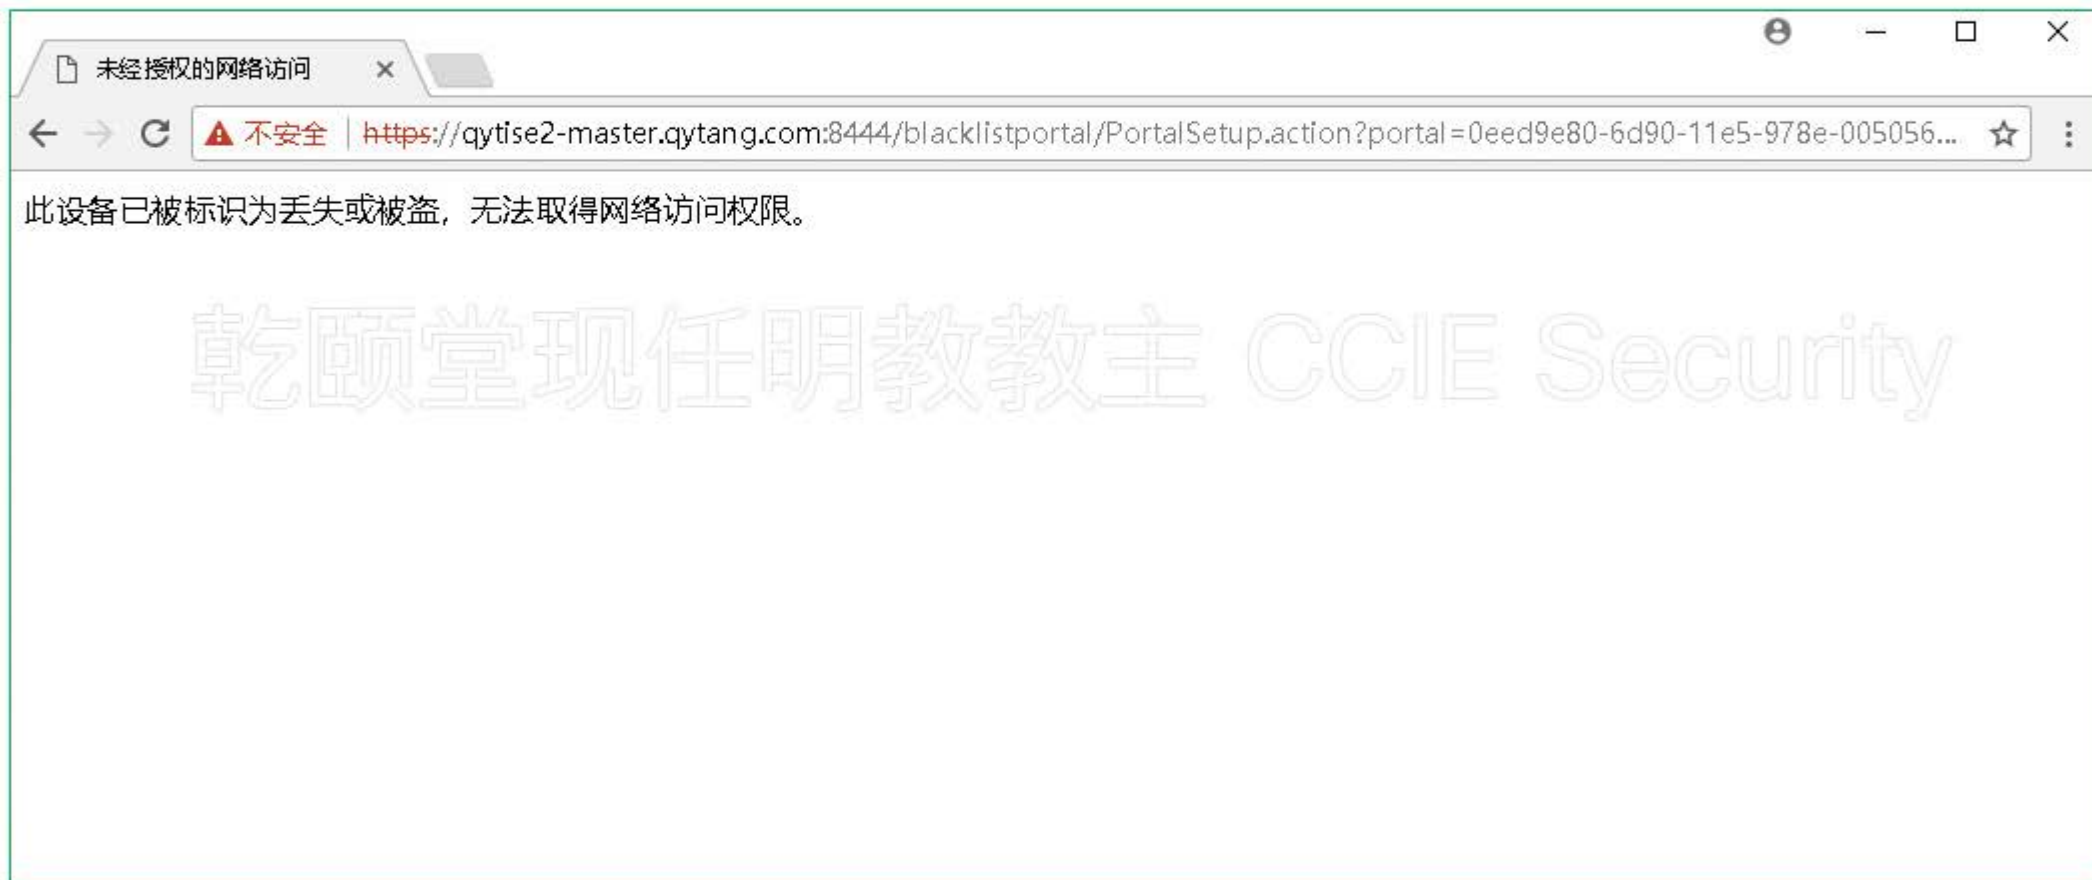 未经授权的网络访问
不安全 https://qytise2-master.qytang.com:8444/blacklistportal/PortalSetup.action?portal=0eed9e80-6d90-11e5-978e-005056...
此设备已被标识为丢失或被盗，无法取得网络访问权限。
乾颐堂现任明教教主 CCIE Security